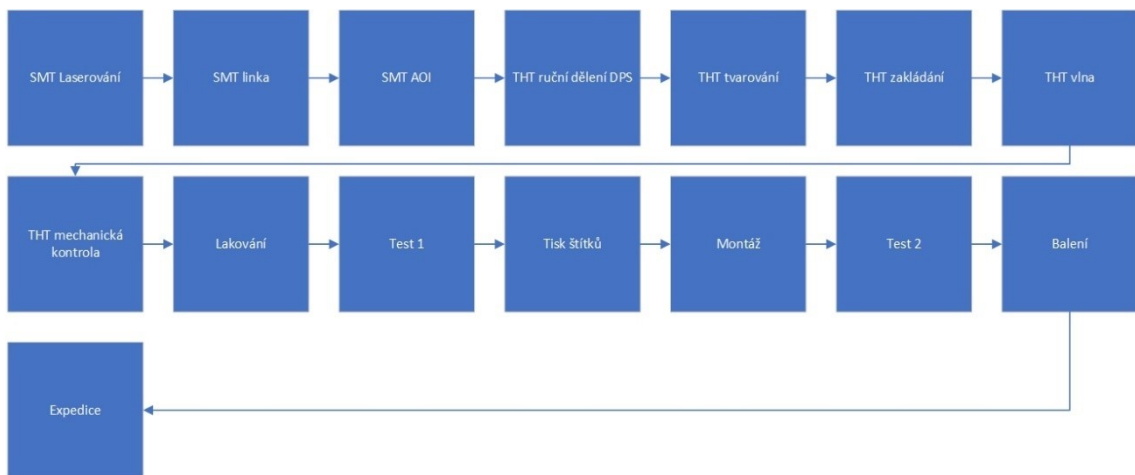 SMT Laserování
SMT linka
SMT AOI
THT ruční dělení DPS
THT tvarování
THT zakládání
THT vlna
THT mechanická
kontrola
Lakování
Test 1
Tisk štítků
Montáž
Test 2
Balení
Expedice